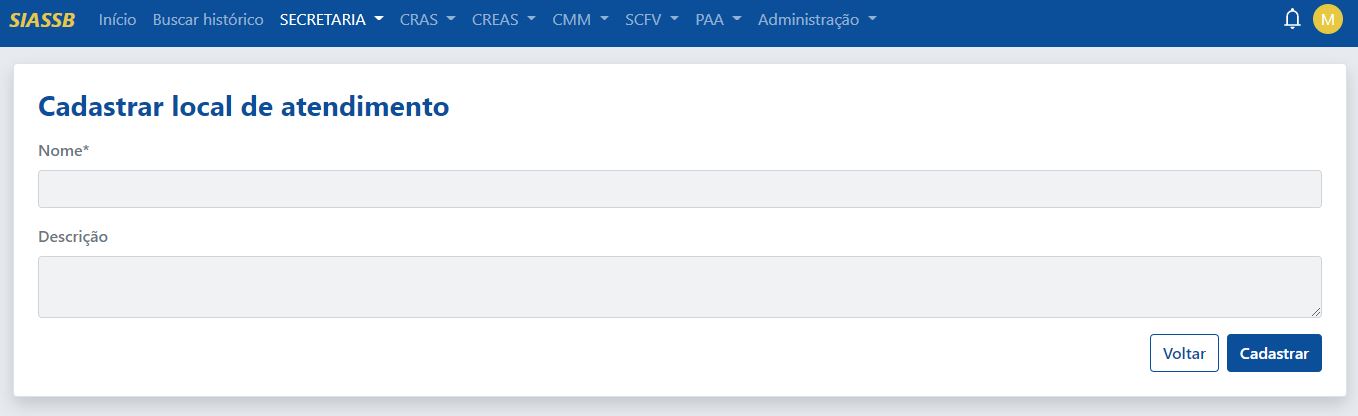 SIASSB Início Buscar histórico SECRETARIA CRAS CREAS CMM SCFV PAA Administração M
Cadastrar local de atendimento
Nome*
Descrição
Voltar Cadastrar